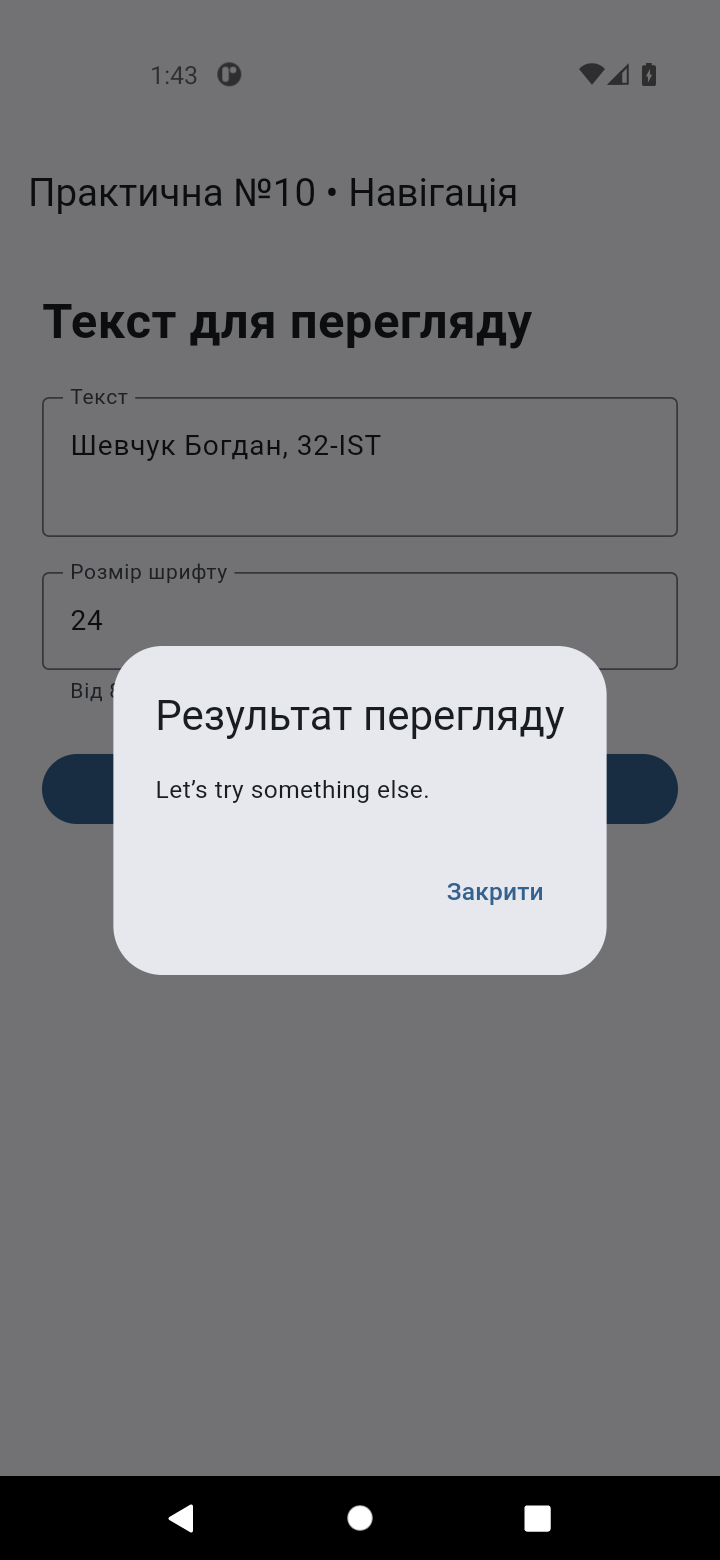 1:43
Практична №10 • Навігація
Текст для перегляду
Текст
Шевчук Богдан, 32-IST
Розмір шрифту
24
Від
Результат перегляду
Let’s try something else.
Закрити